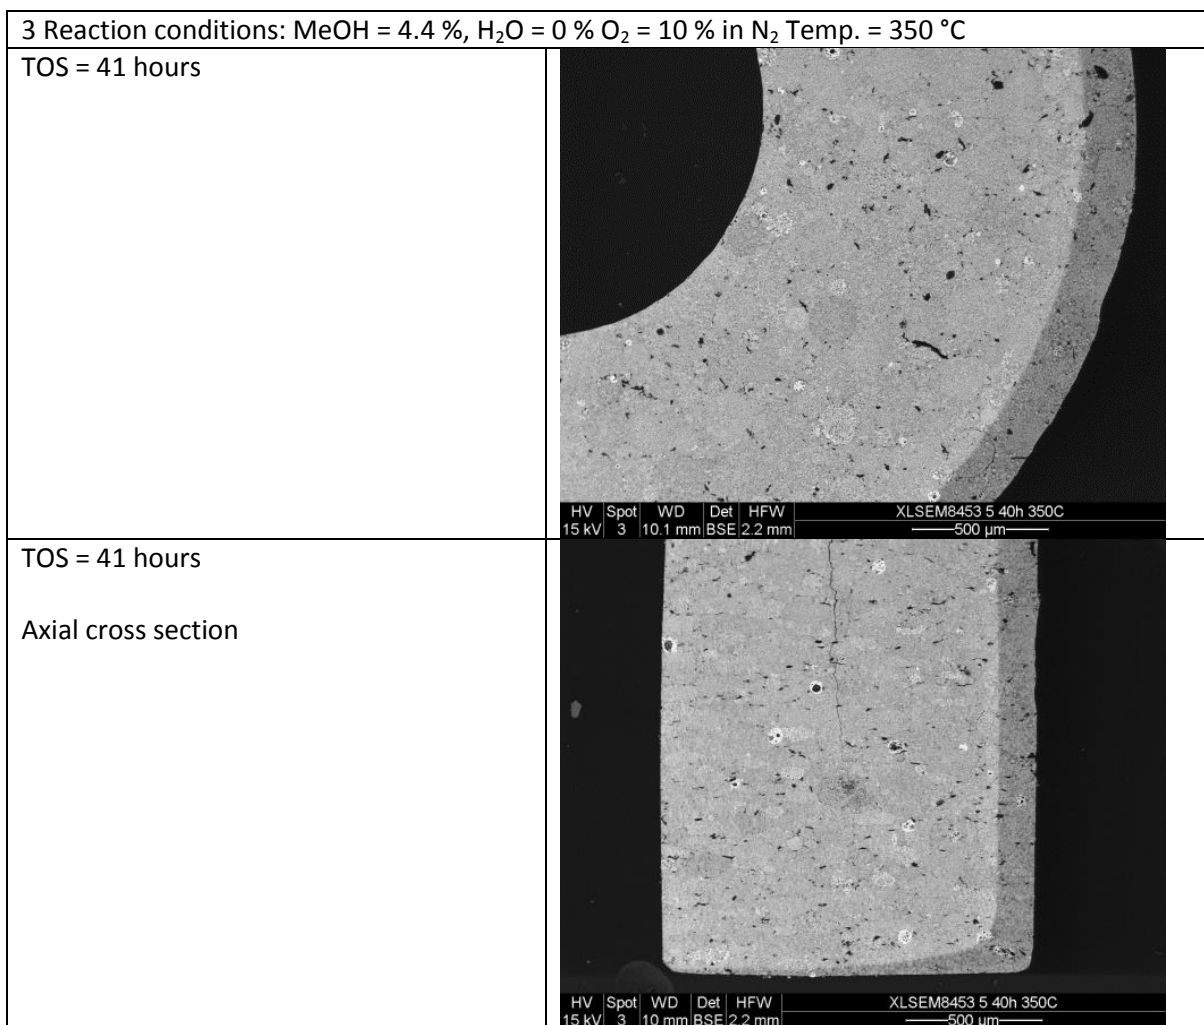 3 Reaction conditions: MeOH = 4.4 %, H₂O = 0 % O₂ = 10 % in N₂ Temp. = 350 °C
TOS = 41 hours
HV Spot WD Det HFW XLSEM8453 5 40h 350C
15 kV 3 10.1 mm BSE 2.2 mm 500 µm
TOS = 41 hours
Axial cross section
HV Spot WD Det HFW XLSEM8453 5 40h 350C
15 kV 3 10 mm BSE 2.2 mm 500 µm